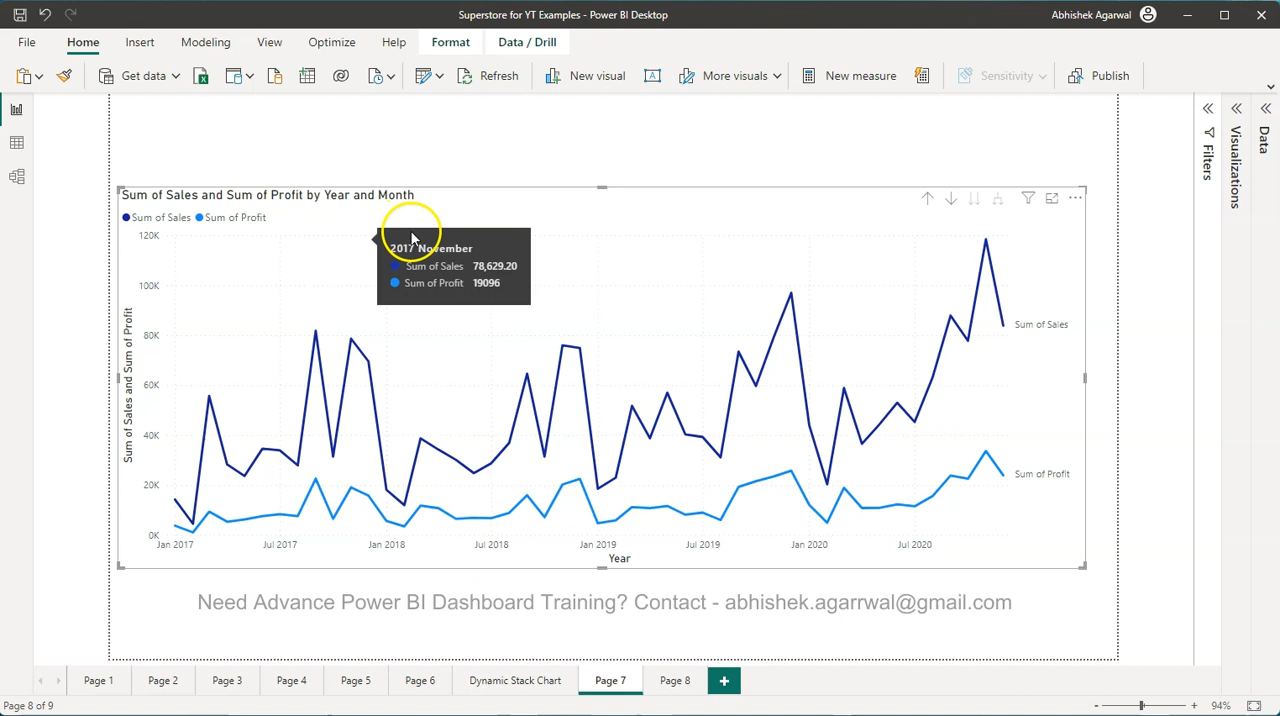 Superstore for YT Examples - Power BI Desktop
Abhishek Agarwal
File Home Insert Modeling View Optimize Help Format Data / Drill
Get data Refresh New visual More visuals New measure Sensitivity Publish
Sum of Sales and Sum of Profit by Year and Month
Sum of Sales Sum of Profit
120K
100K
80K
60K
40K
20K
0K
Sum of Sales and Sum of Profit
2017 November
Sum of Sales 78,629.20
Sum of Profit 19096
Sum of Sales
Sum of Profit
Jan 2017 Jul 2017 Jan 2018 Jul 2018 Jan 2019 Jul 2019 Jan 2020 Jul 2020
Year
Filters
Visualizations
Data
Need Advance Power BI Dashboard Training? Contact - abhishek.agarrwal@gmail.com
Page 1 Page 2 Page 3 Page 4 Page 5 Page 6 Dynamic Stack Chart Page 7 Page 8
Page 8 of 9
- + 94%